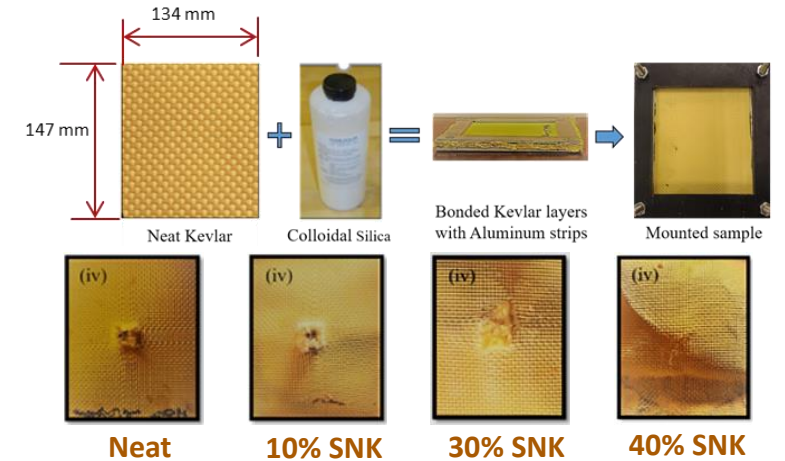 134 mm
147 mm
Neat Kevlar
Colloidal Silica
Bonded Kevlar layers
with Aluminum strips
Mounted sample
(iv)
(iv)
(iv)
(iv)
Neat
10% SNK
30% SNK
40% SNK